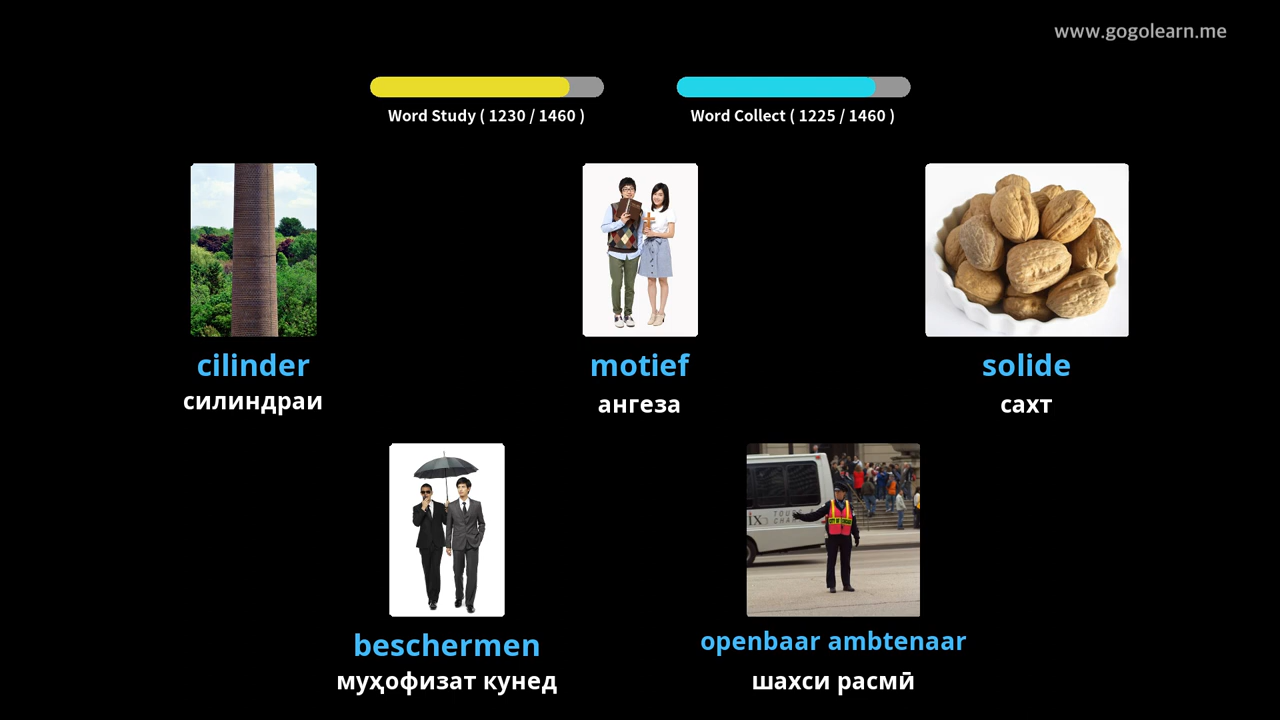 www.gogolearn.me
Word Study ( 1230 / 1460 )
Word Collect ( 1225 / 1460 )
cilinder
силиндраи
motief
ангеза
solide
сахт
beschermen
муҳофизат кунед
openbaar ambtenaar
шахси расмӣ